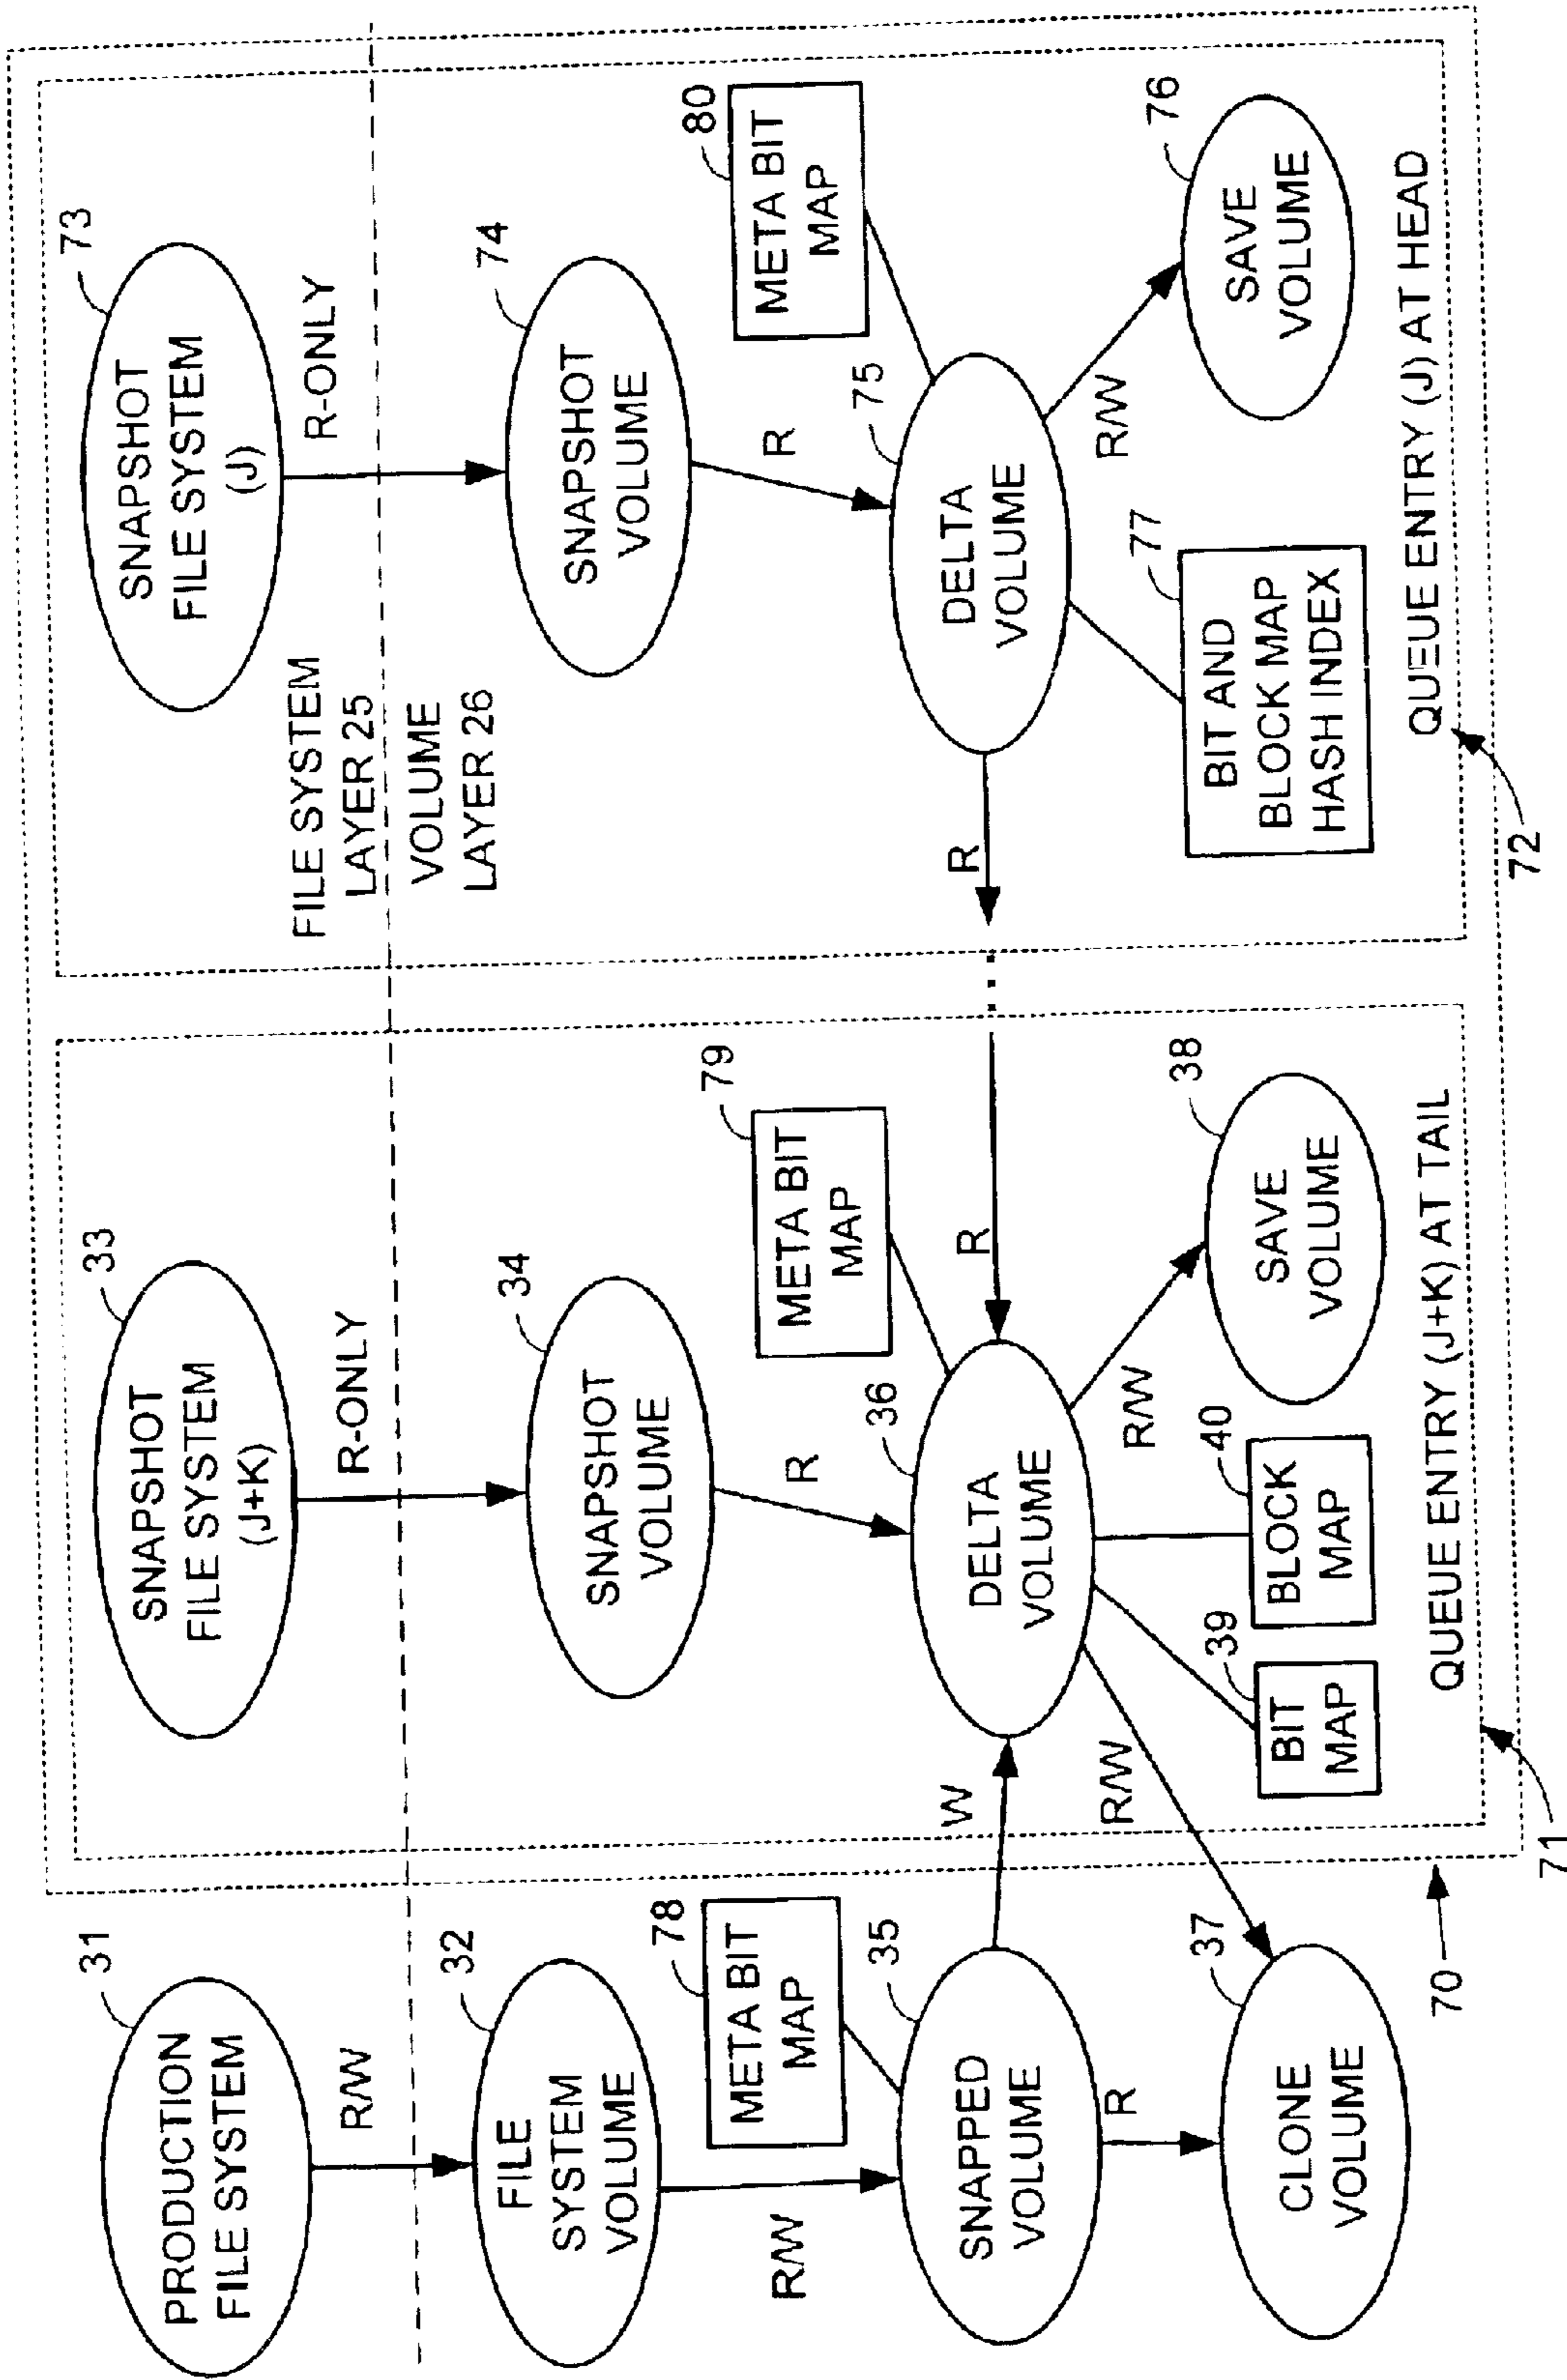 31
PRODUCTION
FILE SYSTEM
R/W
33
SNAPSHOT
FILE SYSTEM
(J+K)
R-ONLY
73
SNAPSHOT
FILE SYSTEM
(J)
R-ONLY
FILE SYSTEM
LAYER 25
VOLUME
LAYER 26
32
FILE
SYSTEM
VOLUME
R/W
34
SNAPSHOT
VOLUME
R
74
SNAPSHOT
VOLUME
R
78
META BIT
MAP
79
META BIT
MAP
80
META BIT
MAP
35
SNAPPED
VOLUME
W
36
DELTA
VOLUME
R
R
75
DELTA
VOLUME
R
R/W
R/W
R/W
37
CLONE
VOLUME
39
BIT
MAP
40
BLOCK
MAP
38
SAVE
VOLUME
77
BIT AND
BLOCK MAP
HASH INDEX
76
SAVE
VOLUME
QUEUE ENTRY (J+K) AT TAIL
QUEUE ENTRY (J) AT HEAD
70
71
72